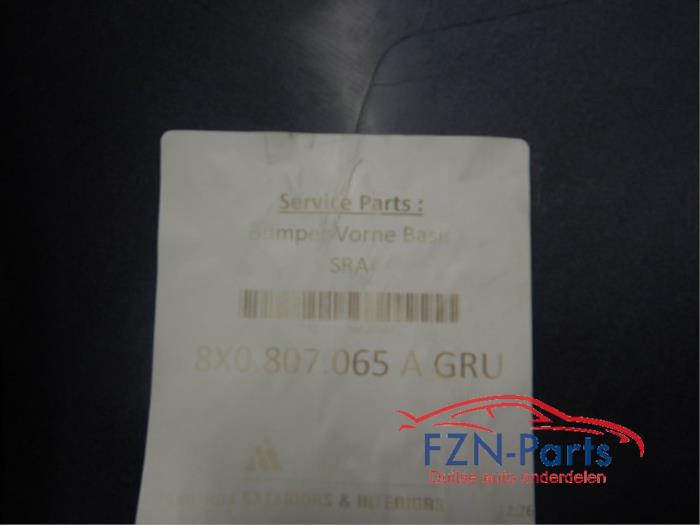 Service Parts :
Bumper Vorne Basis
SRA
8X0.807.065 A GRU
FZN-Parts
Duitse auto onderdelen
EXTERIORS & INTERIORS